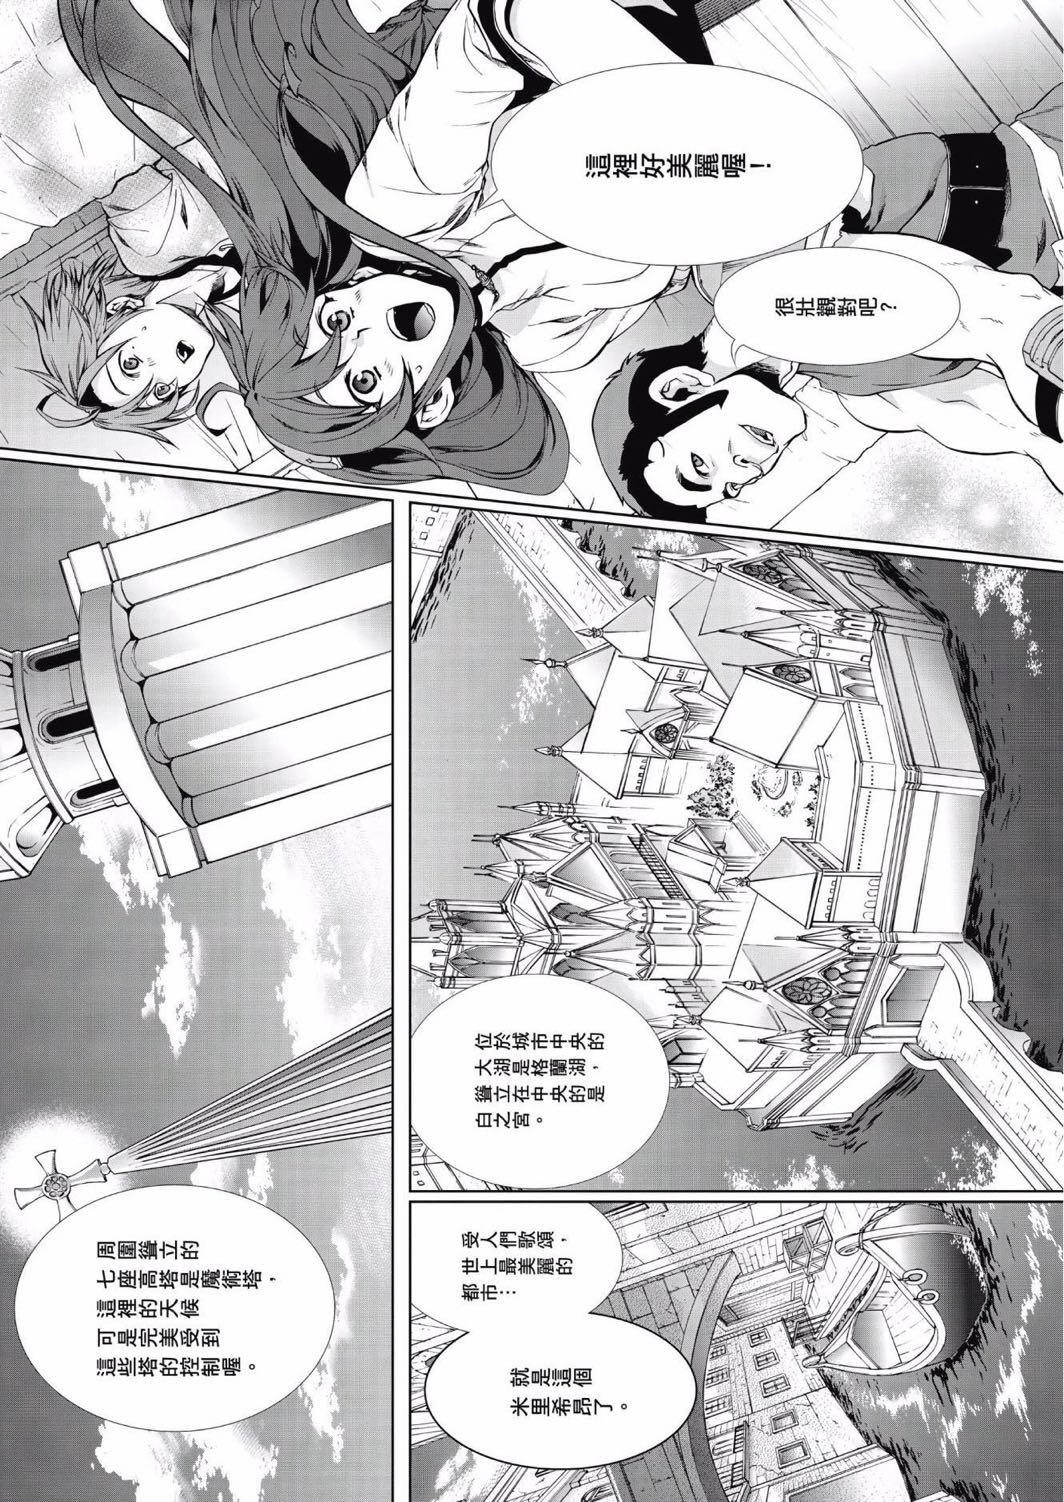 這裡好美麗喔！
很壯觀對吧？
位於城市中央的
大湖是格蘭湖，
聳立在中央的是
白之宮。
周圍聳立的
七座高塔是魔術塔，
這裡的天候
可是完美受到
這些塔的控制喔。
受人們歌頌，
世上最美麗的
都市…
就是這個
米里希昂了。